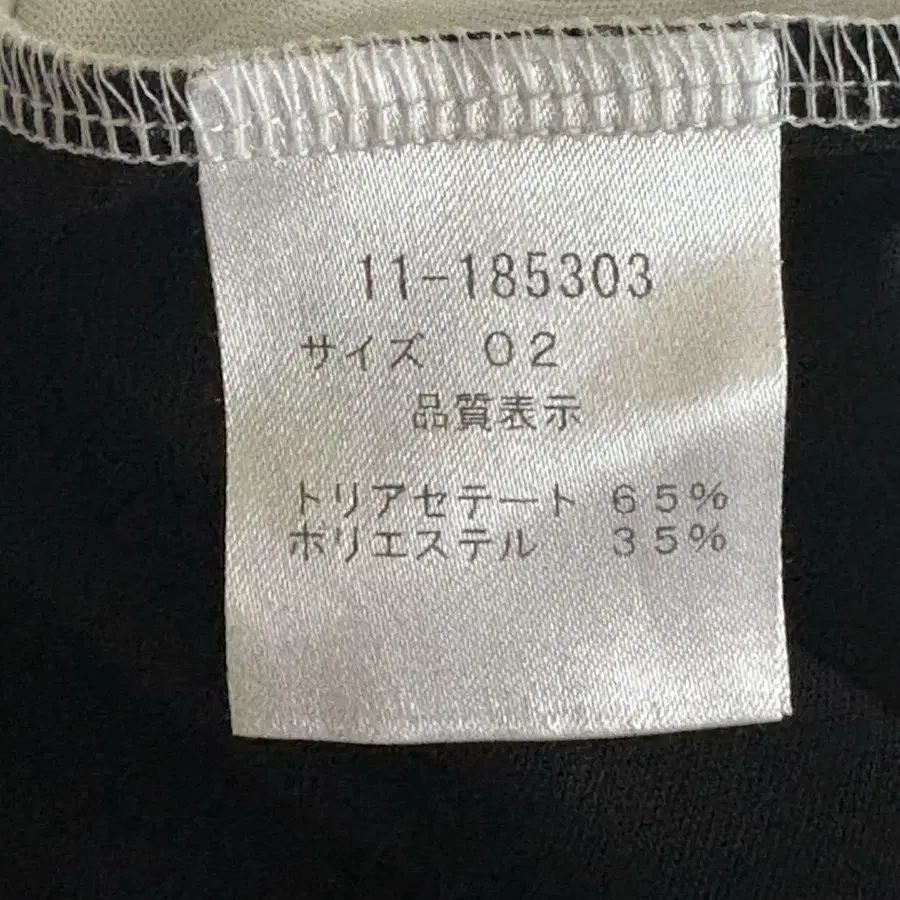 11-185303
サイズ 02
品質表示
トリアセテート 65%
ポリエステル 35%